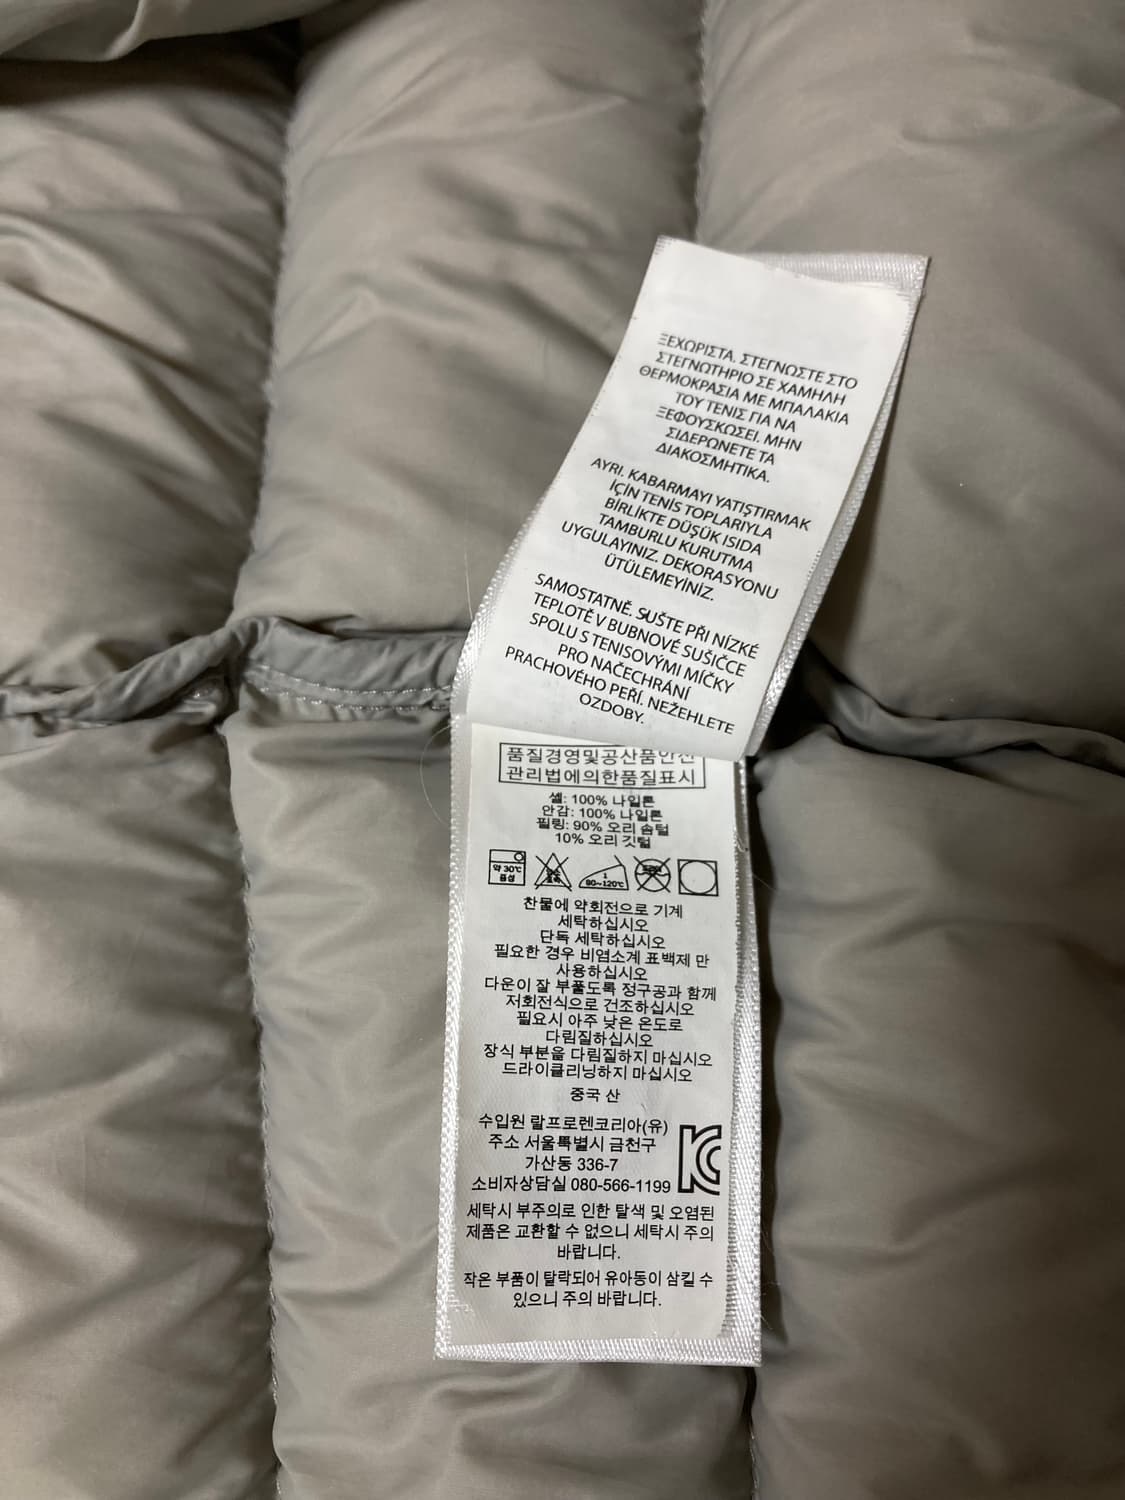 ΞΕΧΩΡΙΣΤΑ. ΣΤΕΓΝΩΣΤΕ ΣΤΟ
ΣΤΕΓΝΩΤΗΡΙΟ ΣΕ ΧΑΜΗΛΗ
ΘΕΡΜΟΚΡΑΣΙΑ ΜΕ ΜΠΑΛΑΚΙΑ
ΤΟΥ ΤΕΝΙΣ ΓΙΑ ΝΑ
ΞΕΦΟΥΣΚΩΣΕΙ. ΜΗΝ
ΣΙΔΕΡΩΝΕΤΕ ΤΑ
ΔΙΑΚΟΣΜΗΤΙΚΑ.
AYRI. KABARMAYI YATIŞTIRMAK
İÇİN TENİS TOPLARIYLA
BİRLİKTE DÜŞÜK ISIDA
TAMBURLU KURUTMA
UYGULAYINIZ. DEKORASYONU
ÜTÜLEMEYİNİZ.
SAMOSTATNĚ. SUŠTE PŘI NÍZKÉ
TEPLOTĚ V BUBNOVÉ SUŠIČCE
SPOLU S TENISOVÝMI MÍČKY
PRO NAČECHRÁNÍ
PRACHOVÉHO PEŘÍ. NEŽEHLETE
OZDOBY.
품질경영및공산품안전
관리법에의한품질표시
셸: 100% 나일론
안감: 100% 나일론
필링: 90% 오리 솜털
10% 오리 깃털
약 30℃
중성
1
80~120℃
찬물에 약회전으로 기계
세탁하십시오
단독 세탁하십시오
필요한 경우 비염소계 표백제 만
사용하십시오
다운이 잘 부풀도록 정구공과 함께
저회전식으로 건조하십시오
필요시 아주 낮은 온도로
다림질하십시오
장식 부분을 다림질하지 마십시오
드라이클리닝하지 마십시오
중국 산
수입원 랄프로렌코리아(유)
주소 서울특별시 금천구
가산동 336-7
소비자상담실 080-566-1199
KC
세탁시 부주의로 인한 탈색 및 오염된
제품은 교환할 수 없으니 세탁시 주의
바랍니다.
작은 부품이 탈락되어 유아동이 삼킬 수
있으니 주의 바랍니다.